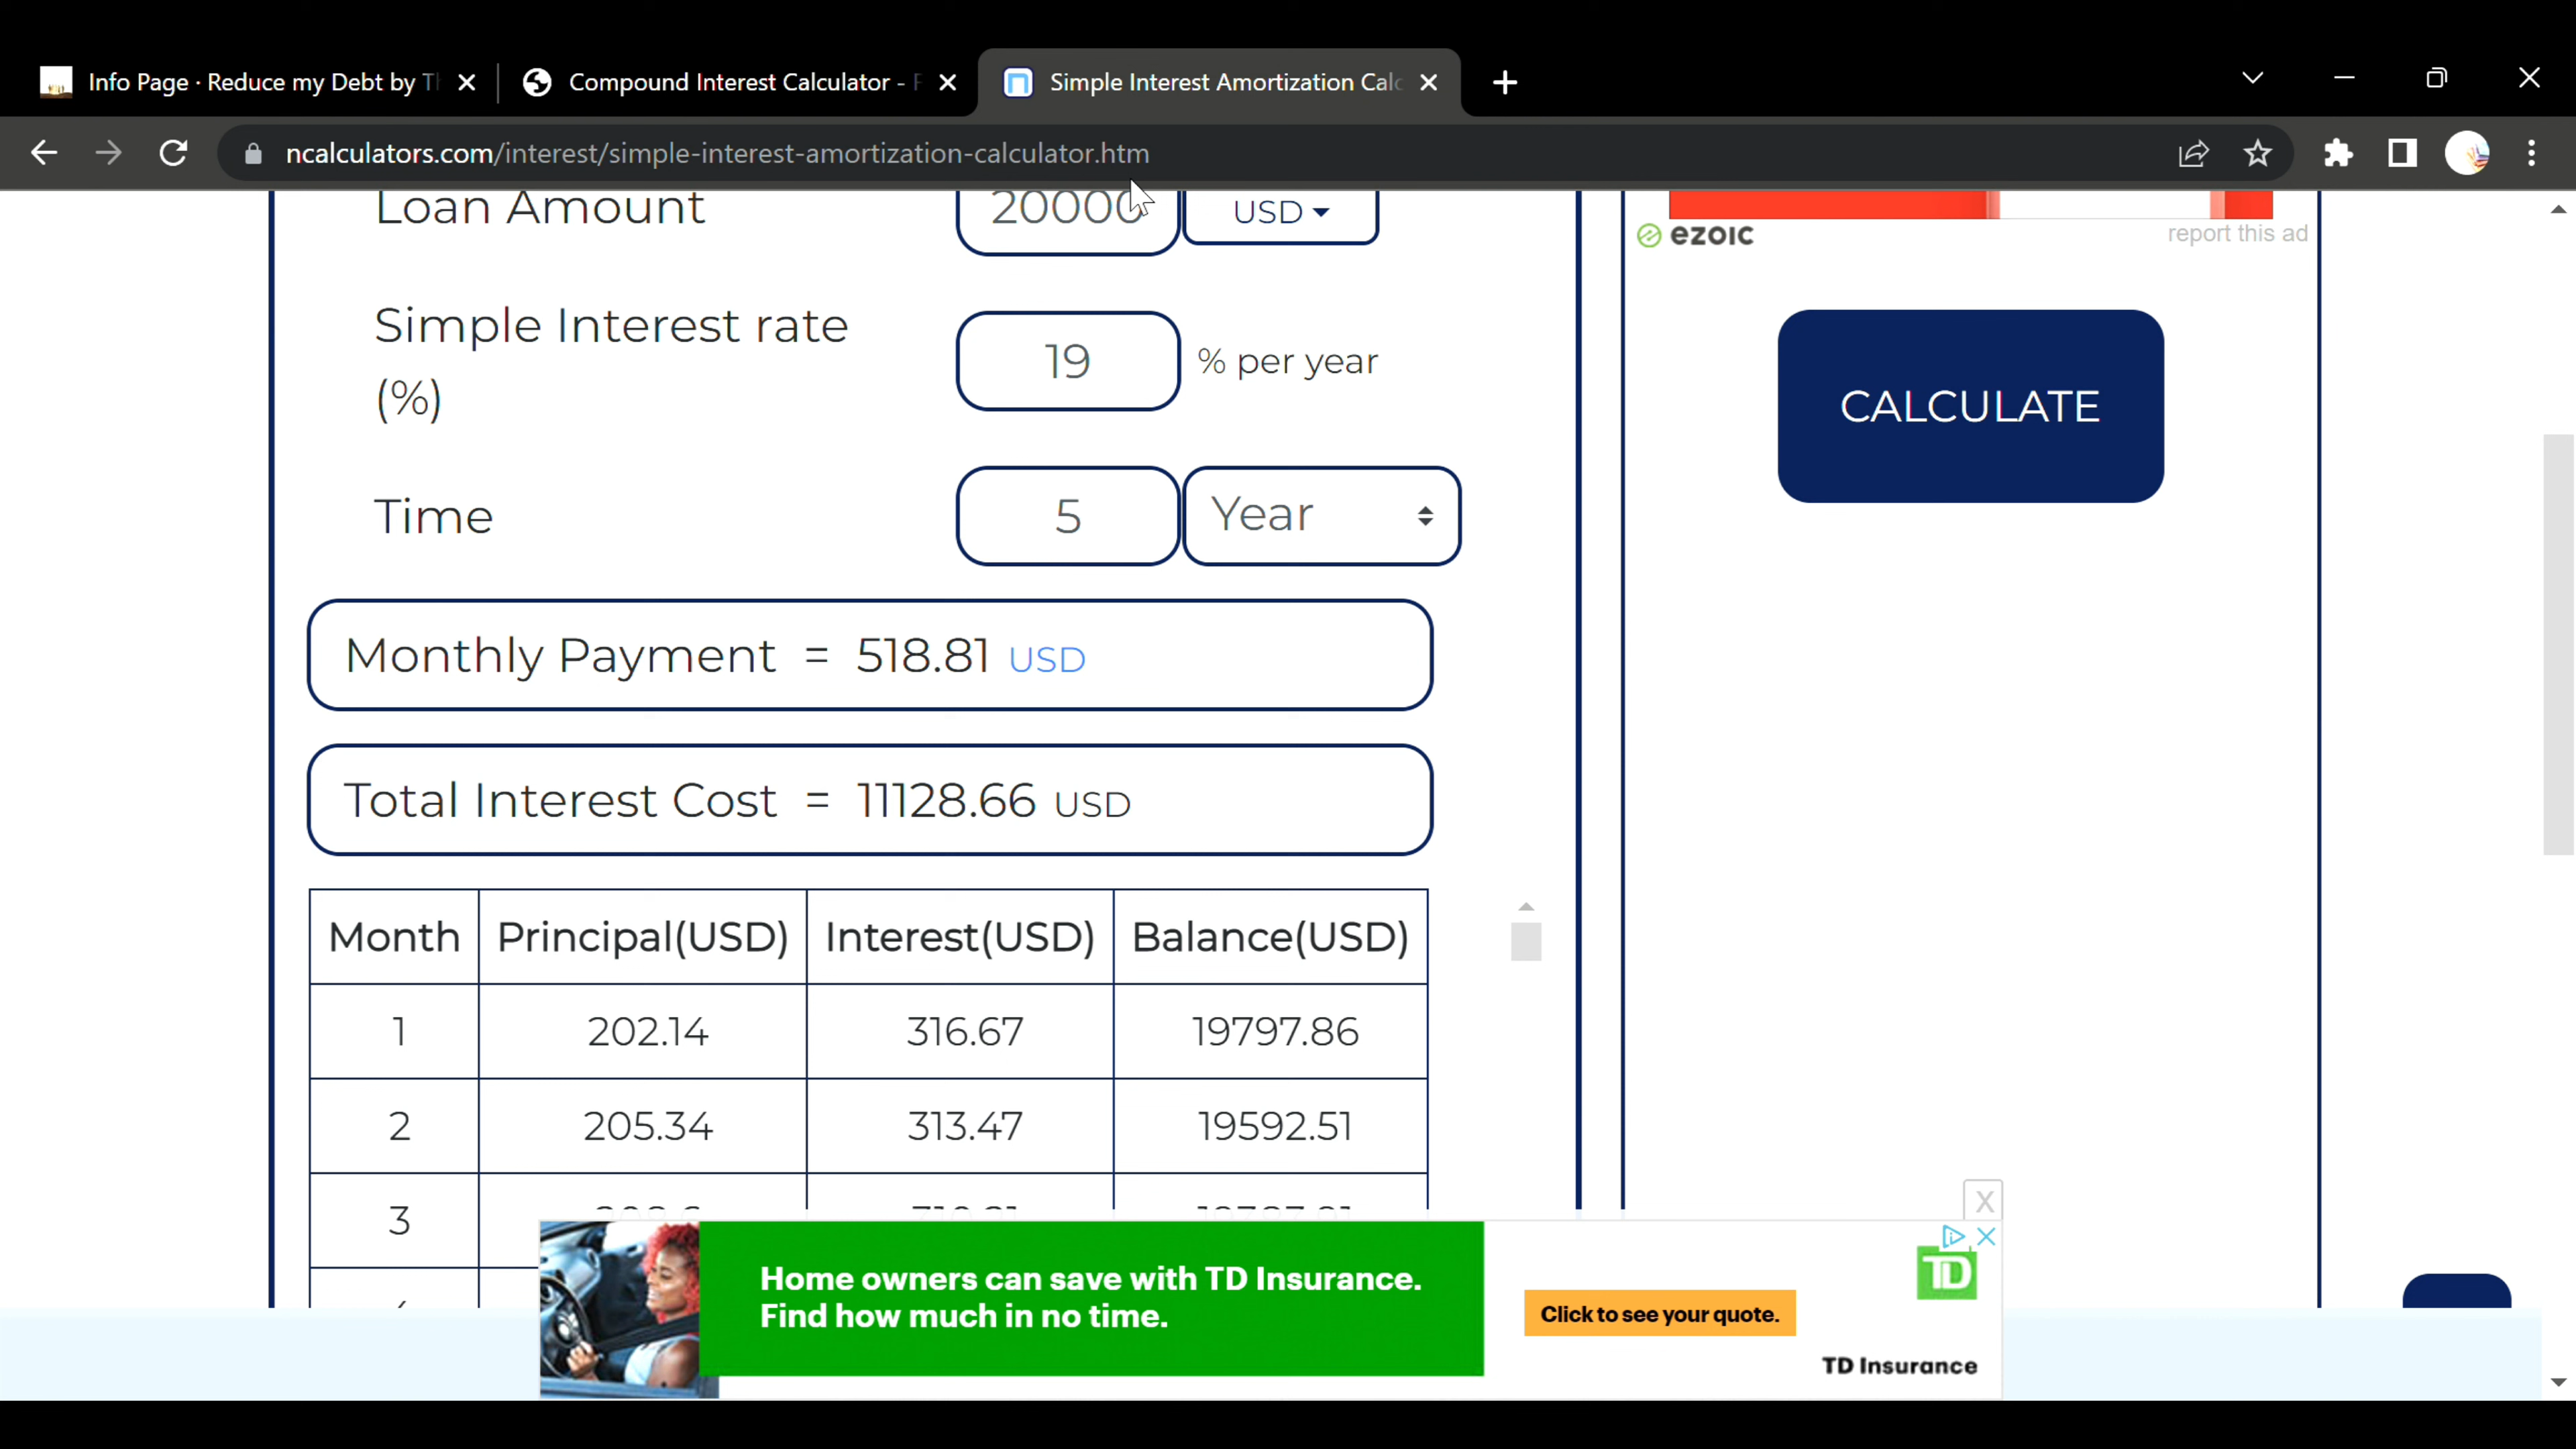 Info Page · Reduce my Debt by Th
Compound Interest Calculator -
Simple Interest Amortization Calc
ncalculators.com/interest/simple-interest-amortization-calculator.htm
Loan Amount 20000 USD
ezoic report this ad
Simple Interest rate
(%)
19 % per year
CALCULATE
Time 5 Year
Monthly Payment = 518.81 USD
Total Interest Cost = 11128.66 USD
Month Principal(USD) Interest(USD) Balance(USD)
1 202.14 316.67 19797.86
2 205.34 313.47 19592.51
3
X
Home owners can save with TD Insurance.
Find how much in no time.
Click to see your quote.
TD
TD Insurance